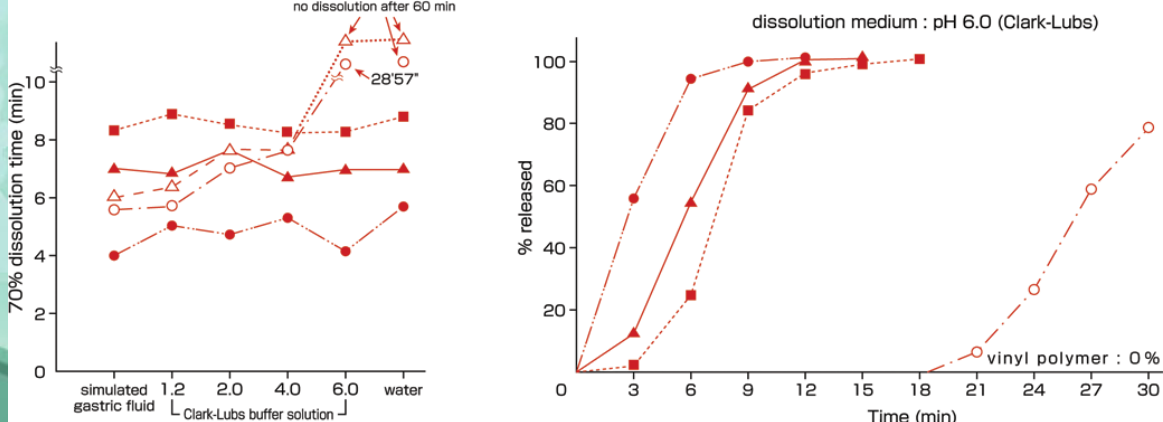 no dissolution after 60 min
28'57"
70% dissolution time (min)
10
8
6
4
2
0
simulated
gastric fluid
1.2
2.0
4.0
6.0
water
Clark-Lubs buffer solution
dissolution medium : pH 6.0 (Clark-Lubs)
% released
100
80
60
40
20
vinyl polymer : 0%
0
3
6
9
12
15
18
21
24
27
30
Time (min)